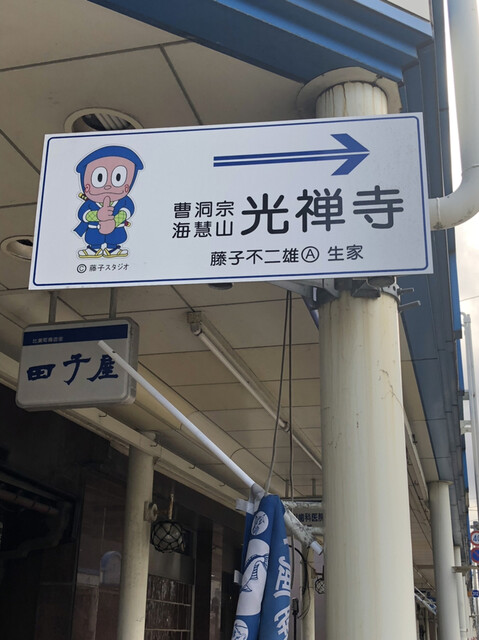 曹洞宗
海慧山
光禅寺
藤子不二雄Ⓐ 生家
© 藤子スタジオ
田子屋